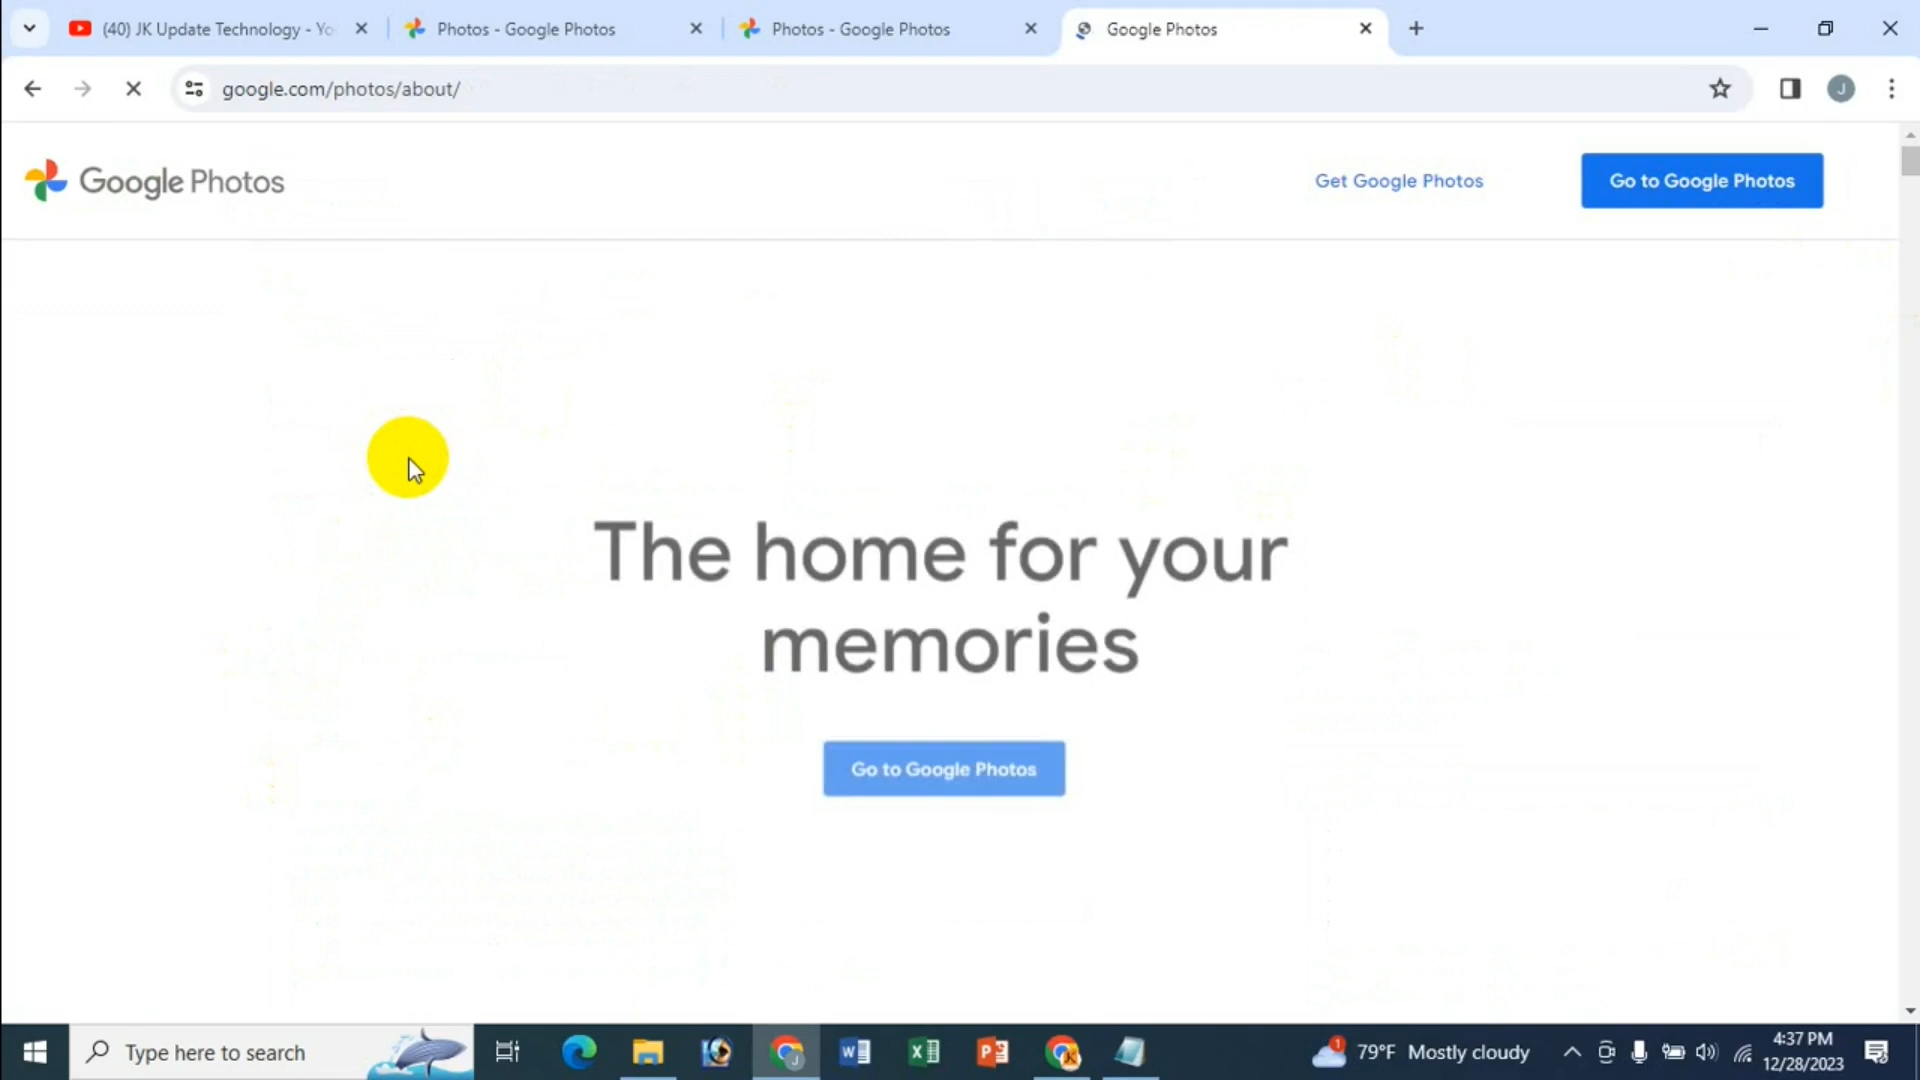 (40) JK Update Technology - Yo
Photos - Google Photos
Photos - Google Photos
Google Photos
google.com/photos/about/
J
Google Photos
Get Google Photos
Go to Google Photos
The home for your
memories
Go to Google Photos
Type here to search
1
79°F Mostly cloudy
4:37 PM
12/28/2023